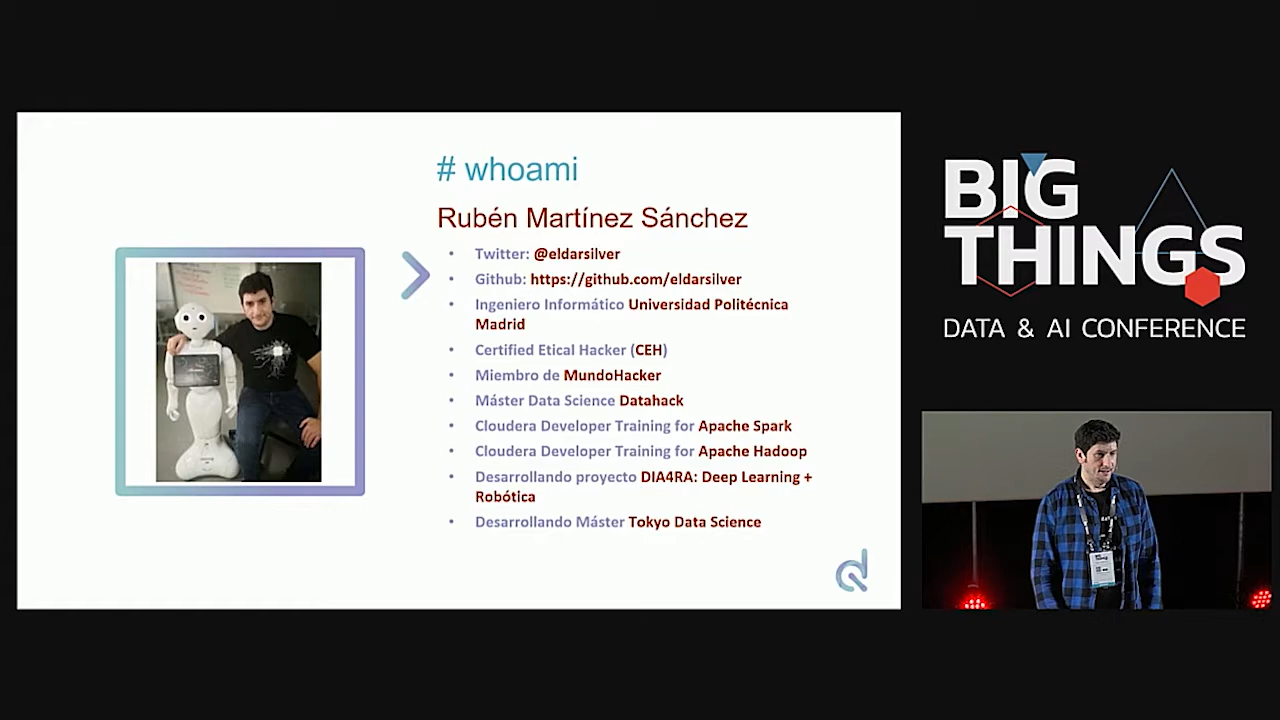 # whoami
Rubén Martínez Sánchez
• Twitter: @eldarsilver
• Github: https://github.com/eldarsilver
• Ingeniero Informático Universidad Politécnica
Madrid
• Certified Etical Hacker (CEH)
• Miembro de MundoHacker
• Máster Data Science Datahack
• Cloudera Developer Training for Apache Spark
• Cloudera Developer Training for Apache Hadoop
• Desarrollando proyecto DIA4RA: Deep Learning +
Robótica
• Desarrollando Máster Tokyo Data Science
BIG
THINGS
DATA & AI CONFERENCE